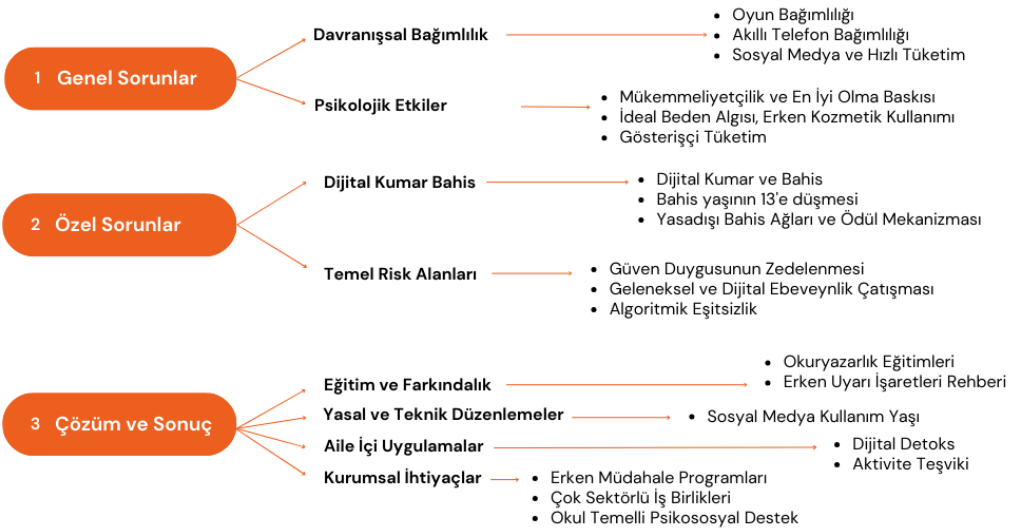 1 Genel Sorunlar
Davranışsal Bağımlılık
• Oyun Bağımlılığı
• Akıllı Telefon Bağımlılığı
• Sosyal Medya ve Hızlı Tüketim
Psikolojik Etkiler
• Mükemmeliyetçilik ve En İyi Olma Baskısı
• İdeal Beden Algısı, Erken Kozmetik Kullanımı
• Gösterişçi Tüketim
2 Özel Sorunlar
Dijital Kumar Bahis
• Dijital Kumar ve Bahis
• Bahis yaşının 13'e düşmesi
• Yasadışı Bahis Ağları ve Ödül Mekanizması
Temel Risk Alanları
• Güven Duygusunun Zedelenmesi
• Geleneksel ve Dijital Ebeveynlik Çatışması
• Algoritmik Eşitsizlik
3 Çözüm ve Sonuç
Eğitim ve Farkındalık
• Okuryazarlık Eğitimleri
• Erken Uyarı İşaretleri Rehberi
Yasal ve Teknik Düzenlemeler
• Sosyal Medya Kullanım Yaşı
Aile İçi Uygulamalar
• Dijital Detoks
• Aktivite Teşviki
Kurumsal İhtiyaçlar
• Erken Müdahale Programları
• Çok Sektörlü İş Birlikleri
• Okul Temelli Psikososyal Destek